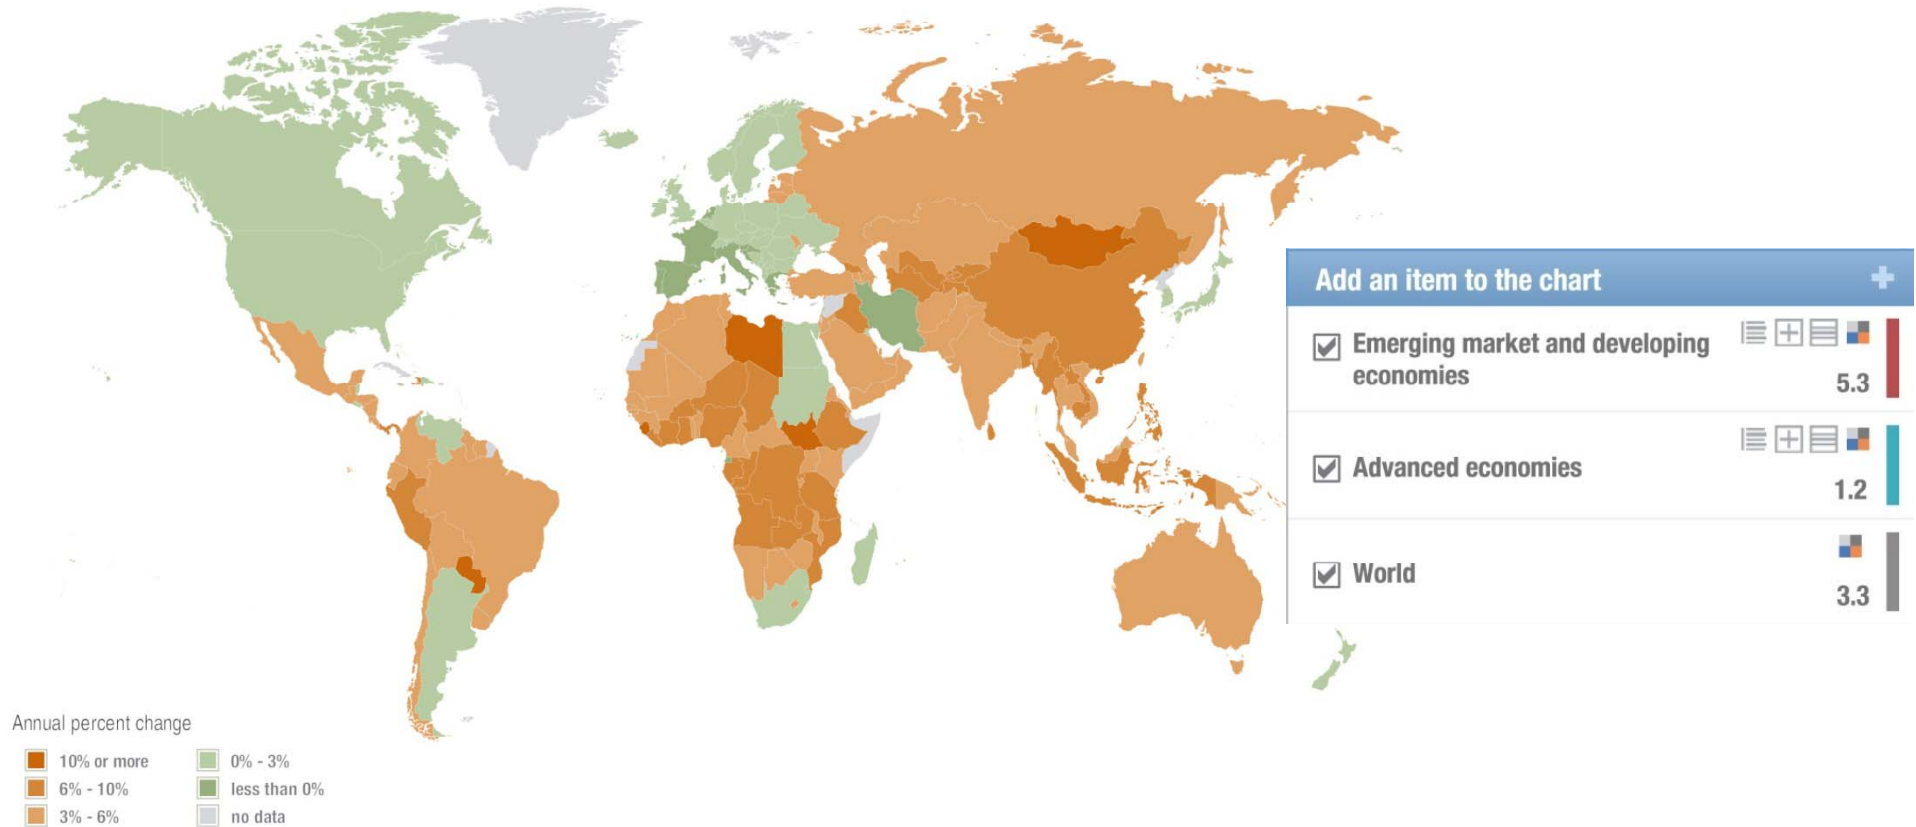 Add an item to the chart
Emerging market and developing
economies
5.3
Advanced economies
1.2
World
3.3
Annual percent change
10% or more
6% - 10%
3% - 6%
0% - 3%
less than 0%
no data